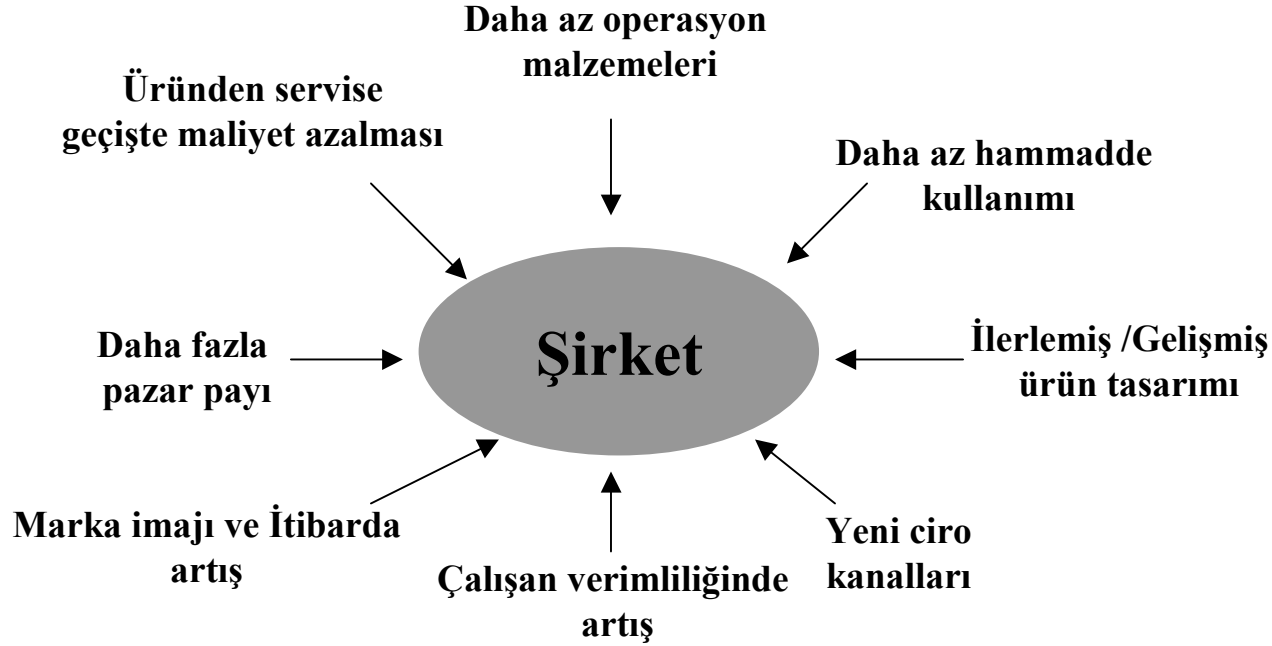 Daha az operasyon
malzemeleri
Üründen servise
geçişte maliyet azalması
Daha az hammadde
kullanımı
Şirket
Daha fazla
pazar payı
İlerlemiş /Gelişmiş
ürün tasarımı
Marka imajı ve İtibarda
artış
Çalışan verimliliğinde
artış
Yeni ciro
kanalları